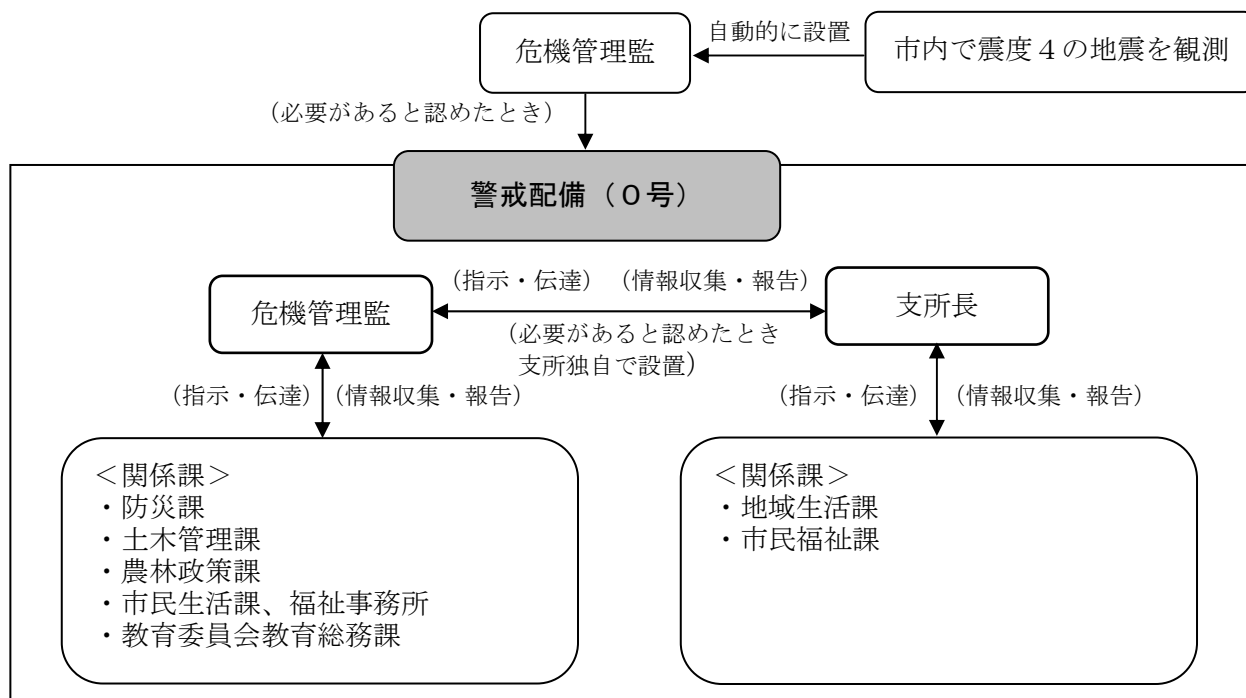 自動的に設置
危機管理監
市内で震度４の地震を観測
（必要があると認めたとき）
警戒配備（０号）
（指示・伝達）（情報収集・報告）
危機管理監
支所長
（必要があると認めたとき
支所独自で設置）
（指示・伝達）（情報収集・報告）
（指示・伝達）（情報収集・報告）
＜関係課＞
・防災課
・土木管理課
・農林政策課
・市民生活課、福祉事務所
・教育委員会教育総務課
＜関係課＞
・地域生活課
・市民福祉課